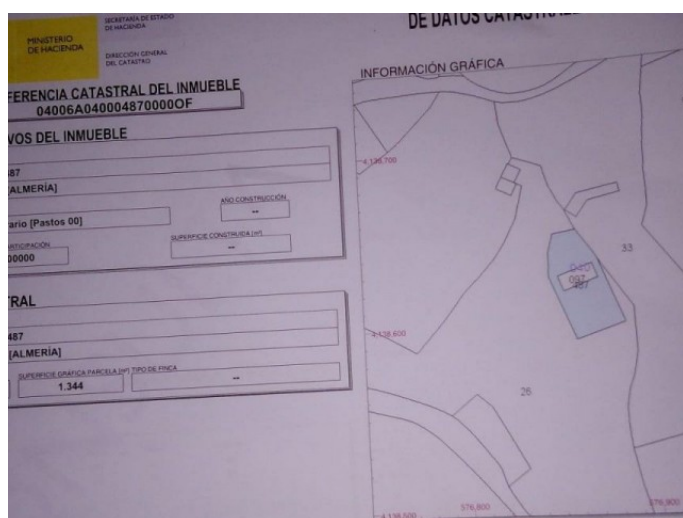 MINISTERIO
DE HACIENDA
SECRETARÍA DE ESTADO
DE HACIENDA
DIRECCIÓN GENERAL
DEL CATASTRO
DE DATOS CATASTRALE
FERENCIA CATASTRAL DEL INMUEBLE
04006A040004870000OF
VOS DEL INMUEBLE
487
[ALMERÍA]
ario [Pastos 00]
AÑO CONSTRUCCIÓN
--
ARTICIPACIÓN
00000
SUPERFICIE CONSTRUIDA [m²]
--
TRAL
487
[ALMERÍA]
SUPERFICIE GRÁFICA PARCELA [m²]
1.344
TIPO DE FINCA
--
INFORMACIÓN GRÁFICA
4,138,700
33
487
4,138,600
26
576,800
576,900
4,138,500